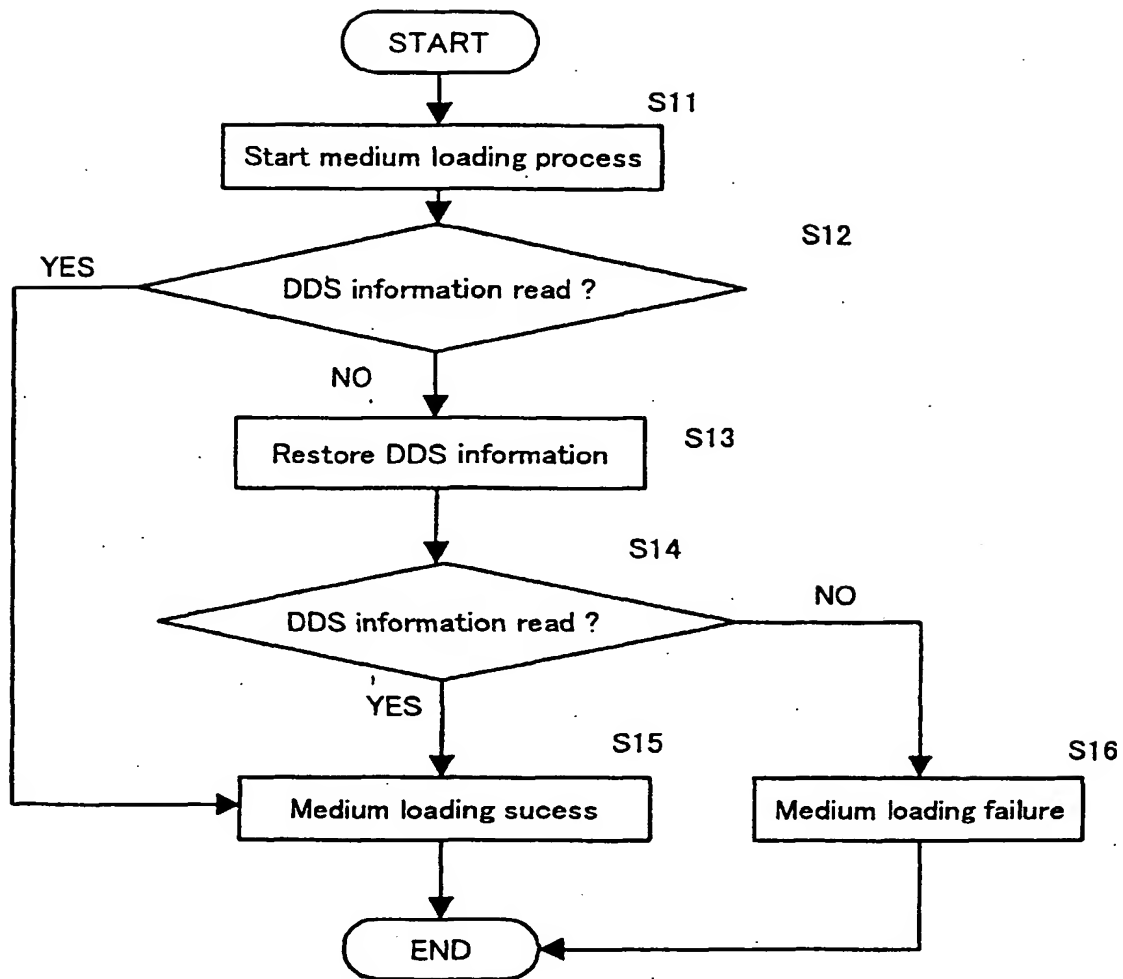 START
S11
Start medium loading process
S12
YES
DDS information read ?
NO
S13
Restore DDS information
S14
NO
DDS information read ?
YES
S15
S16
Medium loading sucess
Medium loading failure
END